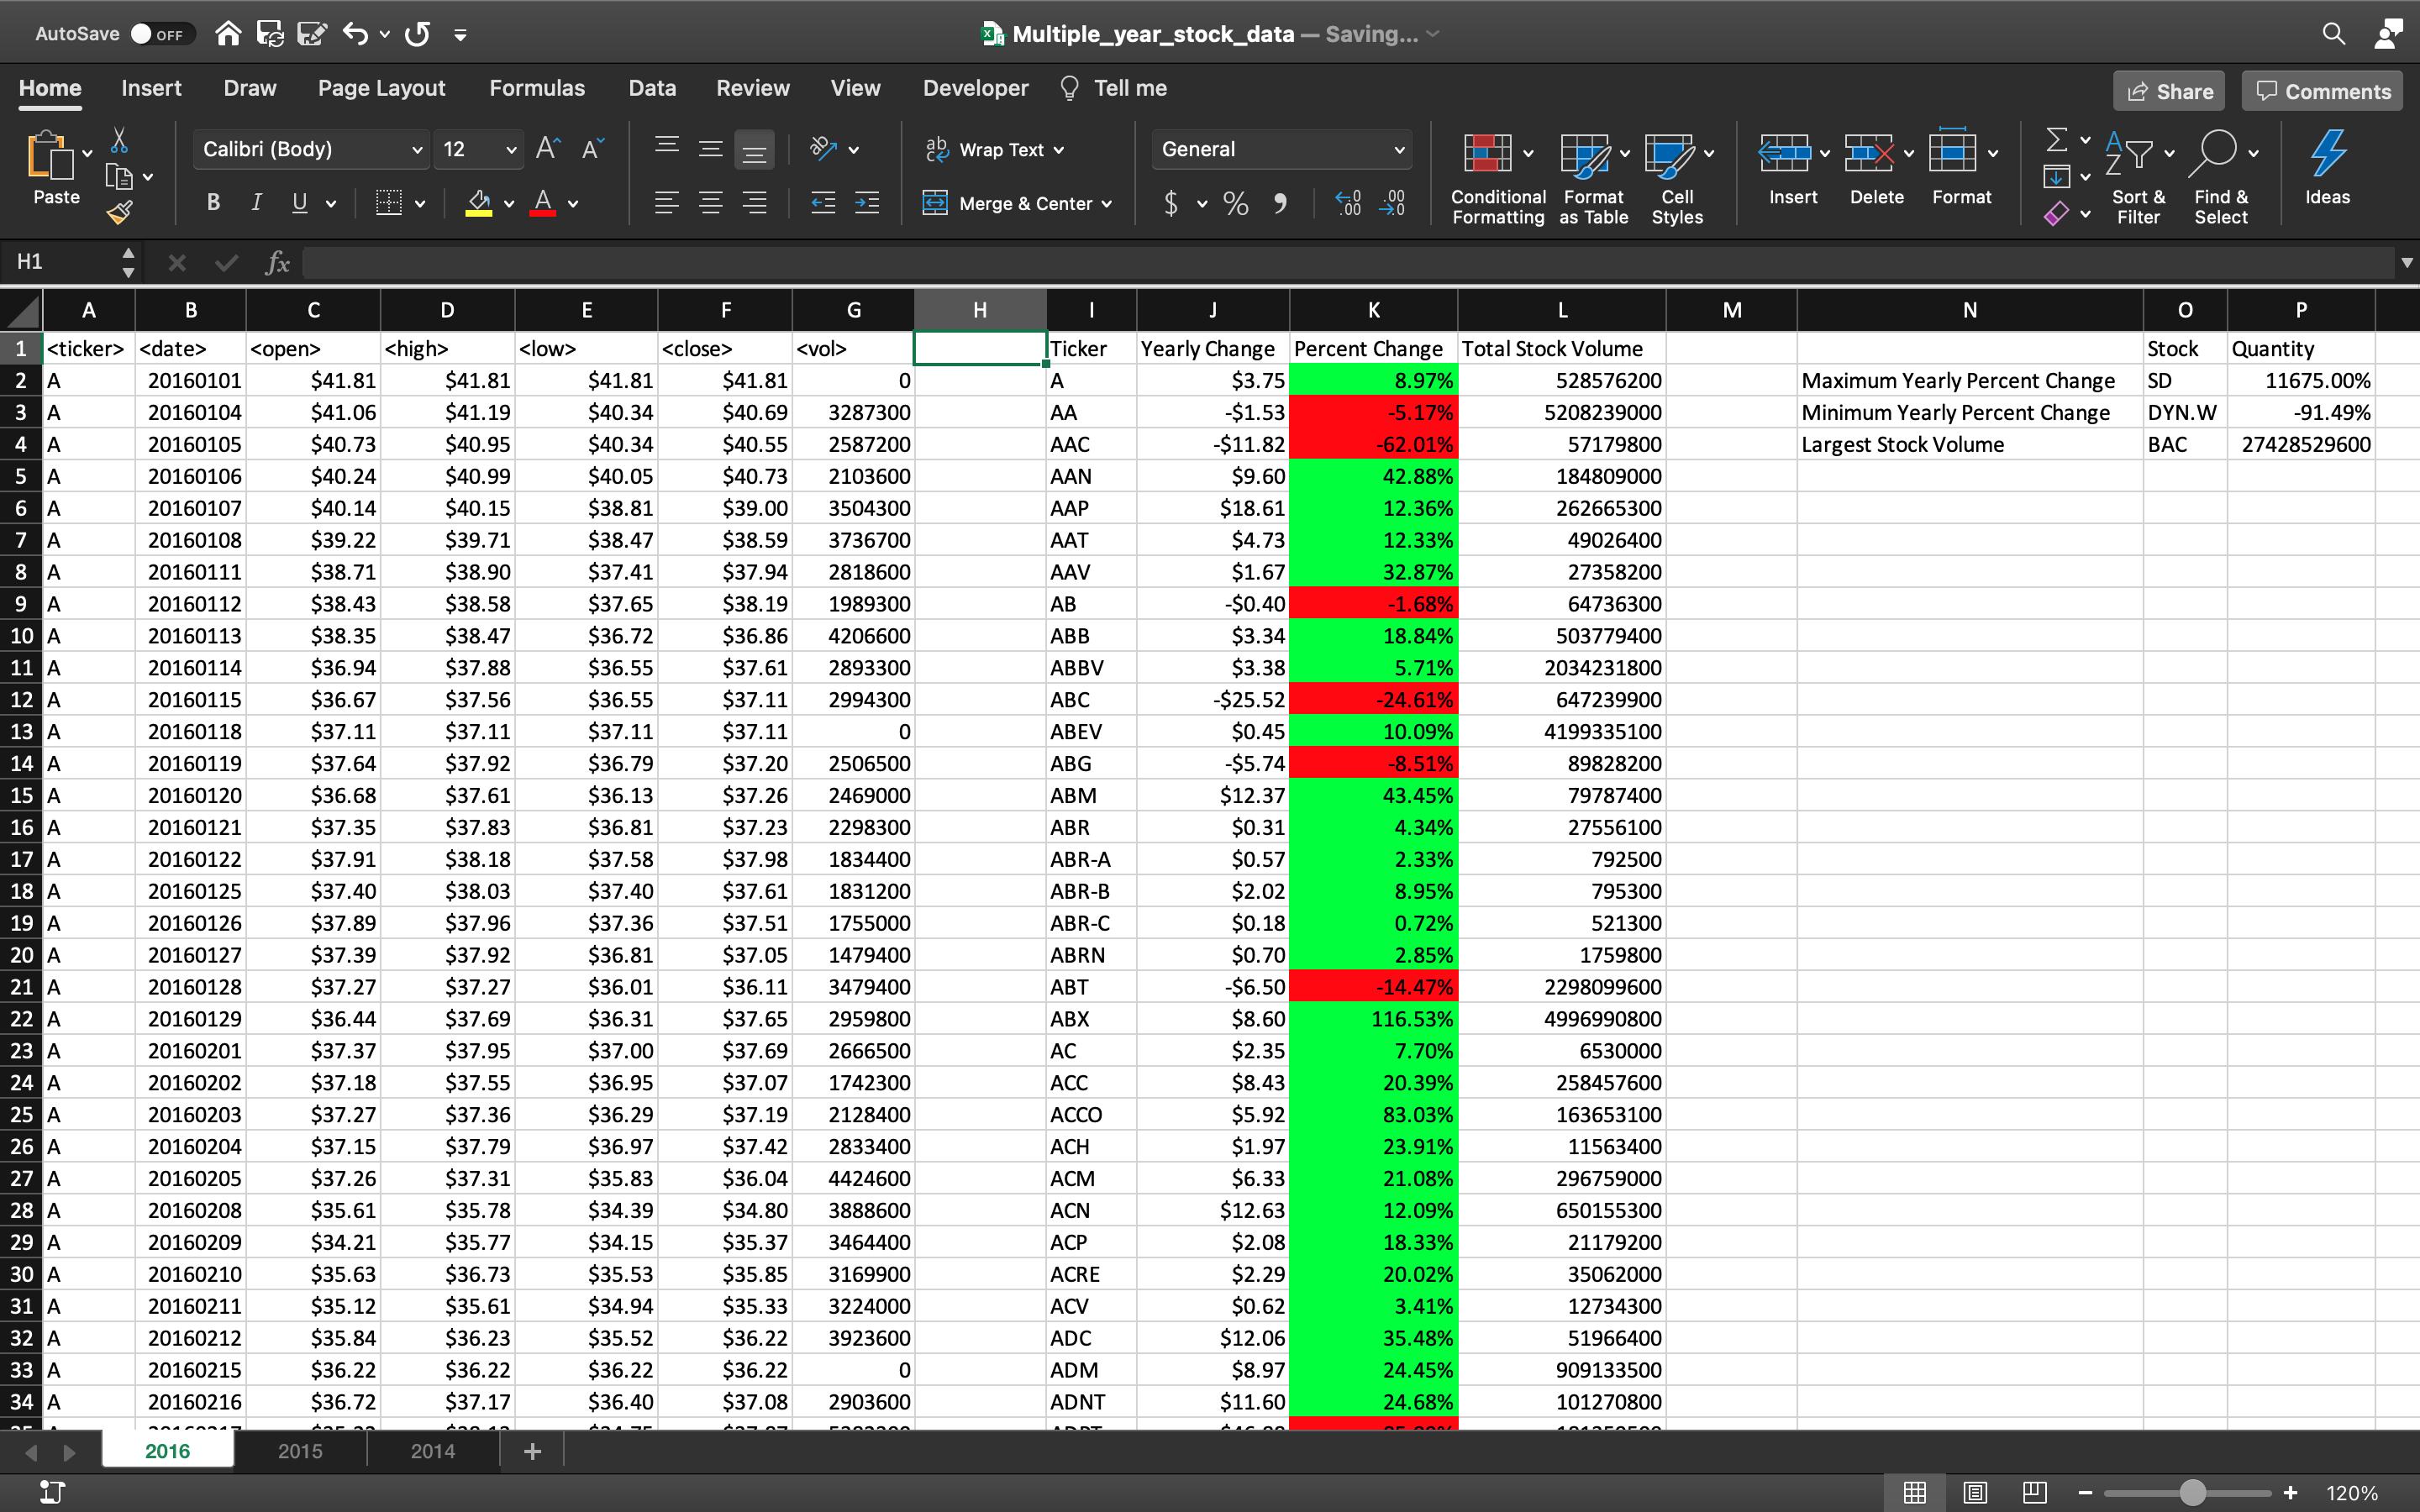 AutoSave OFF Multiple_year_stock_data — Saving...
Home Insert Draw Page Layout Formulas Data Review View Developer Tell me Share Comments
Paste Calibri (Body) 12 Wrap Text General
B I U Merge & Center $ % Conditional Formatting Format as Table Cell Styles Insert Delete Format Sort & Filter Find & Select Ideas
H1 fx
A B C D E F G H I J K L M N O P
1 <ticker> <date> <open> <high> <low> <close> <vol> Ticker Yearly Change Percent Change Total Stock Volume Stock Quantity
2 A 20160101 $41.81 $41.81 $41.81 $41.81 0 A $3.75 8.97% 528576200 Maximum Yearly Percent Change SD 11675.00%
3 A 20160104 $41.06 $41.19 $40.34 $40.69 3287300 AA -$1.53 -5.17% 5208239000 Minimum Yearly Percent Change DYN.W -91.49%
4 A 20160105 $40.73 $40.95 $40.34 $40.55 2587200 AAC -$11.82 -62.01% 57179800 Largest Stock Volume BAC 27428529600
5 A 20160106 $40.24 $40.99 $40.05 $40.73 2103600 AAN $9.60 42.88% 184809000
6 A 20160107 $40.14 $40.15 $38.81 $39.00 3504300 AAP $18.61 12.36% 262665300
7 A 20160108 $39.22 $39.71 $38.47 $38.59 3736700 AAT $4.73 12.33% 49026400
8 A 20160111 $38.71 $38.90 $37.41 $37.94 2818600 AAV $1.67 32.87% 27358200
9 A 20160112 $38.43 $38.58 $37.65 $38.19 1989300 AB -$0.40 -1.68% 64736300
10 A 20160113 $38.35 $38.47 $36.72 $36.86 4206600 ABB $3.34 18.84% 503779400
11 A 20160114 $36.94 $37.88 $36.55 $37.61 2893300 ABBV $3.38 5.71% 2034231800
12 A 20160115 $36.67 $37.56 $36.55 $37.11 2994300 ABC -$25.52 -24.61% 647239900
13 A 20160118 $37.11 $37.11 $37.11 $37.11 0 ABEV $0.45 10.09% 4199335100
14 A 20160119 $37.64 $37.92 $36.79 $37.20 2506500 ABG -$5.74 -8.51% 89828200
15 A 20160120 $36.68 $37.61 $36.13 $37.26 2469000 ABM $12.37 43.45% 79787400
16 A 20160121 $37.35 $37.83 $36.81 $37.23 2298300 ABR $0.31 4.34% 27556100
17 A 20160122 $37.91 $38.18 $37.58 $37.98 1834400 ABR-A $0.57 2.33% 792500
18 A 20160125 $37.40 $38.03 $37.40 $37.61 1831200 ABR-B $2.02 8.95% 795300
19 A 20160126 $37.89 $37.96 $37.36 $37.51 1755000 ABR-C $0.18 0.72% 521300
20 A 20160127 $37.39 $37.92 $36.81 $37.05 1479400 ABRN $0.70 2.85% 1759800
21 A 20160128 $37.27 $37.27 $36.01 $36.11 3479400 ABT -$6.50 -14.47% 2298099600
22 A 20160129 $36.44 $37.69 $36.31 $37.65 2959800 ABX $8.60 116.53% 4996990800
23 A 20160201 $37.37 $37.95 $37.00 $37.69 2666500 AC $2.35 7.70% 6530000
24 A 20160202 $37.18 $37.55 $36.95 $37.07 1742300 ACC $8.43 20.39% 258457600
25 A 20160203 $37.27 $37.36 $36.29 $37.19 2128400 ACCO $5.92 83.03% 163653100
26 A 20160204 $37.15 $37.79 $36.97 $37.42 2833400 ACH $1.97 23.91% 11563400
27 A 20160205 $37.26 $37.31 $35.83 $36.04 4424600 ACM $6.33 21.08% 296759000
28 A 20160208 $35.61 $35.78 $34.39 $34.80 3888600 ACN $12.63 12.09% 650155300
29 A 20160209 $34.21 $35.77 $34.15 $35.37 3464400 ACP $2.08 18.33% 21179200
30 A 20160210 $35.63 $36.73 $35.53 $35.85 3169900 ACRE $2.29 20.02% 35062000
31 A 20160211 $35.12 $35.61 $34.94 $35.33 3224000 ACV $0.62 3.41% 12734300
32 A 20160212 $35.84 $36.23 $35.52 $36.22 3923600 ADC $12.06 35.48% 51966400
33 A 20160215 $36.22 $36.22 $36.22 $36.22 0 ADM $8.97 24.45% 909133500
34 A 20160216 $36.72 $37.17 $36.40 $37.08 2903600 ADNT $11.60 24.68% 101270800
2016 2015 2014
120%